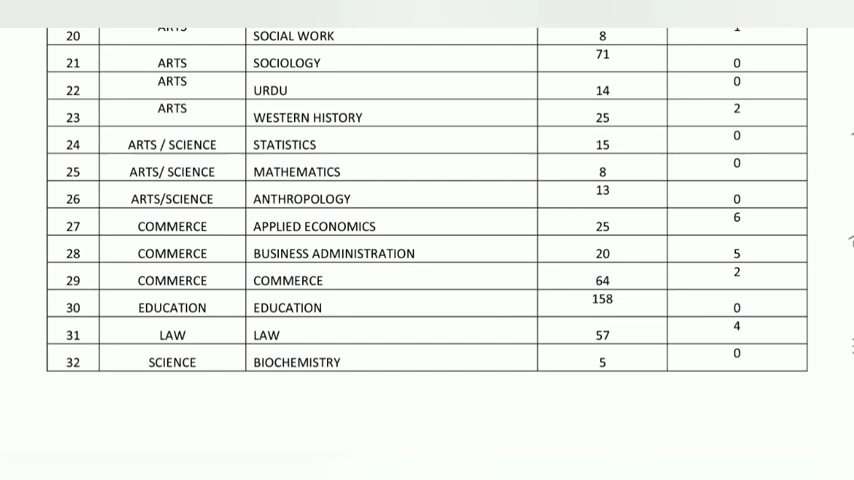 20 ARTS SOCIAL WORK 8 1
21 ARTS SOCIOLOGY 71 0
22 ARTS URDU 14 0
23 ARTS WESTERN HISTORY 25 2
24 ARTS / SCIENCE STATISTICS 15 0
25 ARTS/ SCIENCE MATHEMATICS 8 0
26 ARTS/SCIENCE ANTHROPOLOGY 13 0
27 COMMERCE APPLIED ECONOMICS 25 6
28 COMMERCE BUSINESS ADMINISTRATION 20 5
29 COMMERCE COMMERCE 64 2
30 EDUCATION EDUCATION 158 0
31 LAW LAW 57 4
32 SCIENCE BIOCHEMISTRY 5 0